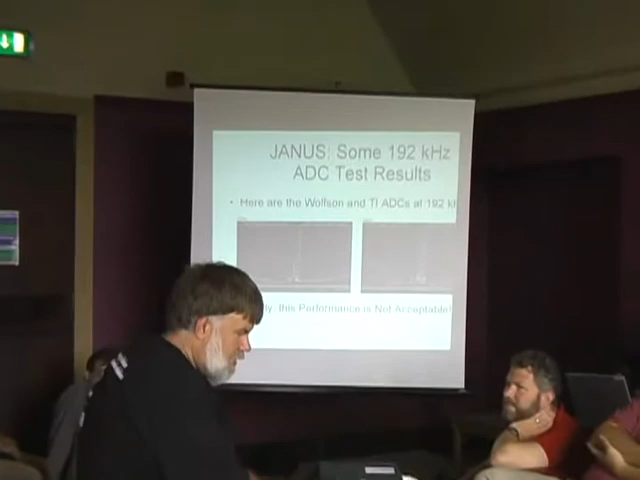 JANUS: Some 192 kHz
ADC Test Results
• Here are the Wolfson and TI ADCs at 192 k
this Performance is Not Acceptable!